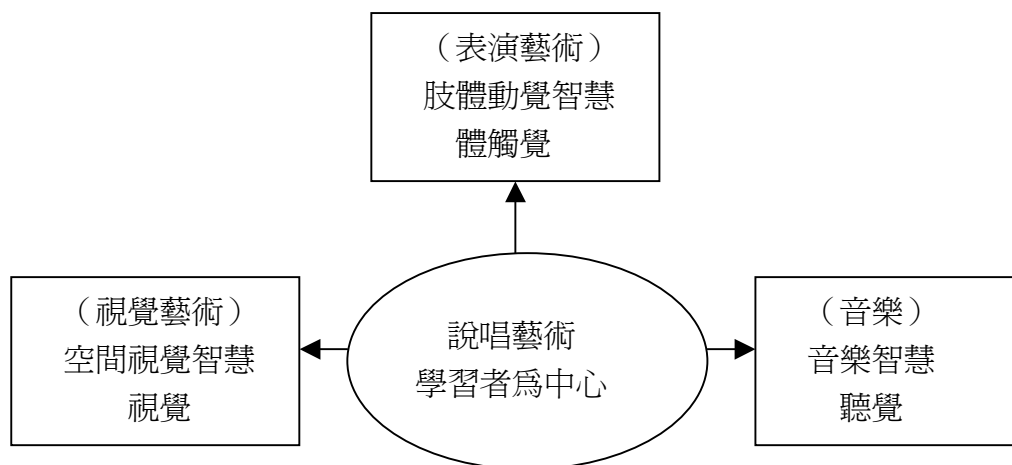 （表演藝術）
肢體動覺智慧
體觸覺
（視覺藝術）
空間視覺智慧
視覺
說唱藝術
學習者爲中心
（音樂）
音樂智慧
聽覺